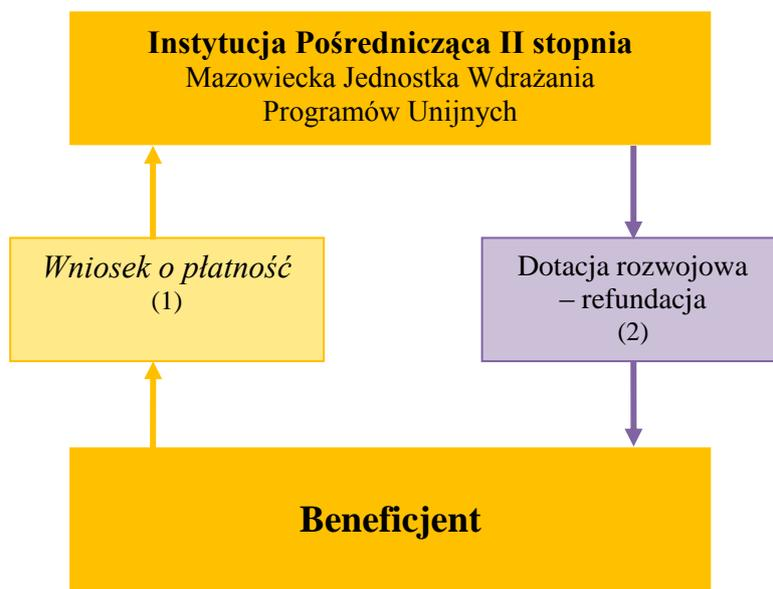 Instytucja Pośrednicząca II stopnia
Mazowiecka Jednostka Wdrażania
Programów Unijnych
Wniosek o płatność
(1)
Dotacja rozwojowa
– refundacja
(2)
Beneficjent